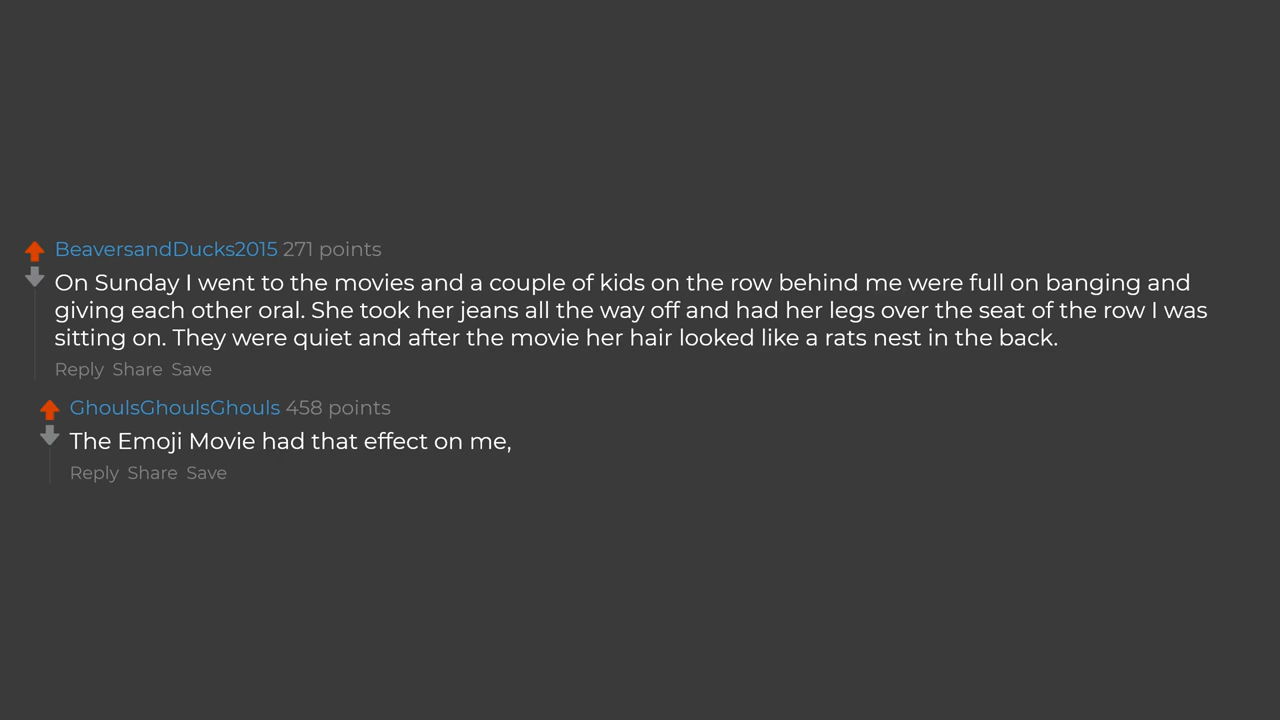 BeaversandDucks2015 271 points
On Sunday I went to the movies and a couple of kids on the row behind me were full on banging and
giving each other oral. She took her jeans all the way off and had her legs over the seat of the row I was
sitting on. They were quiet and after the movie her hair looked like a rats nest in the back.
Reply Share Save
GhoulsGhoulsGhouls 458 points
The Emoji Movie had that effect on me,
Reply Share Save